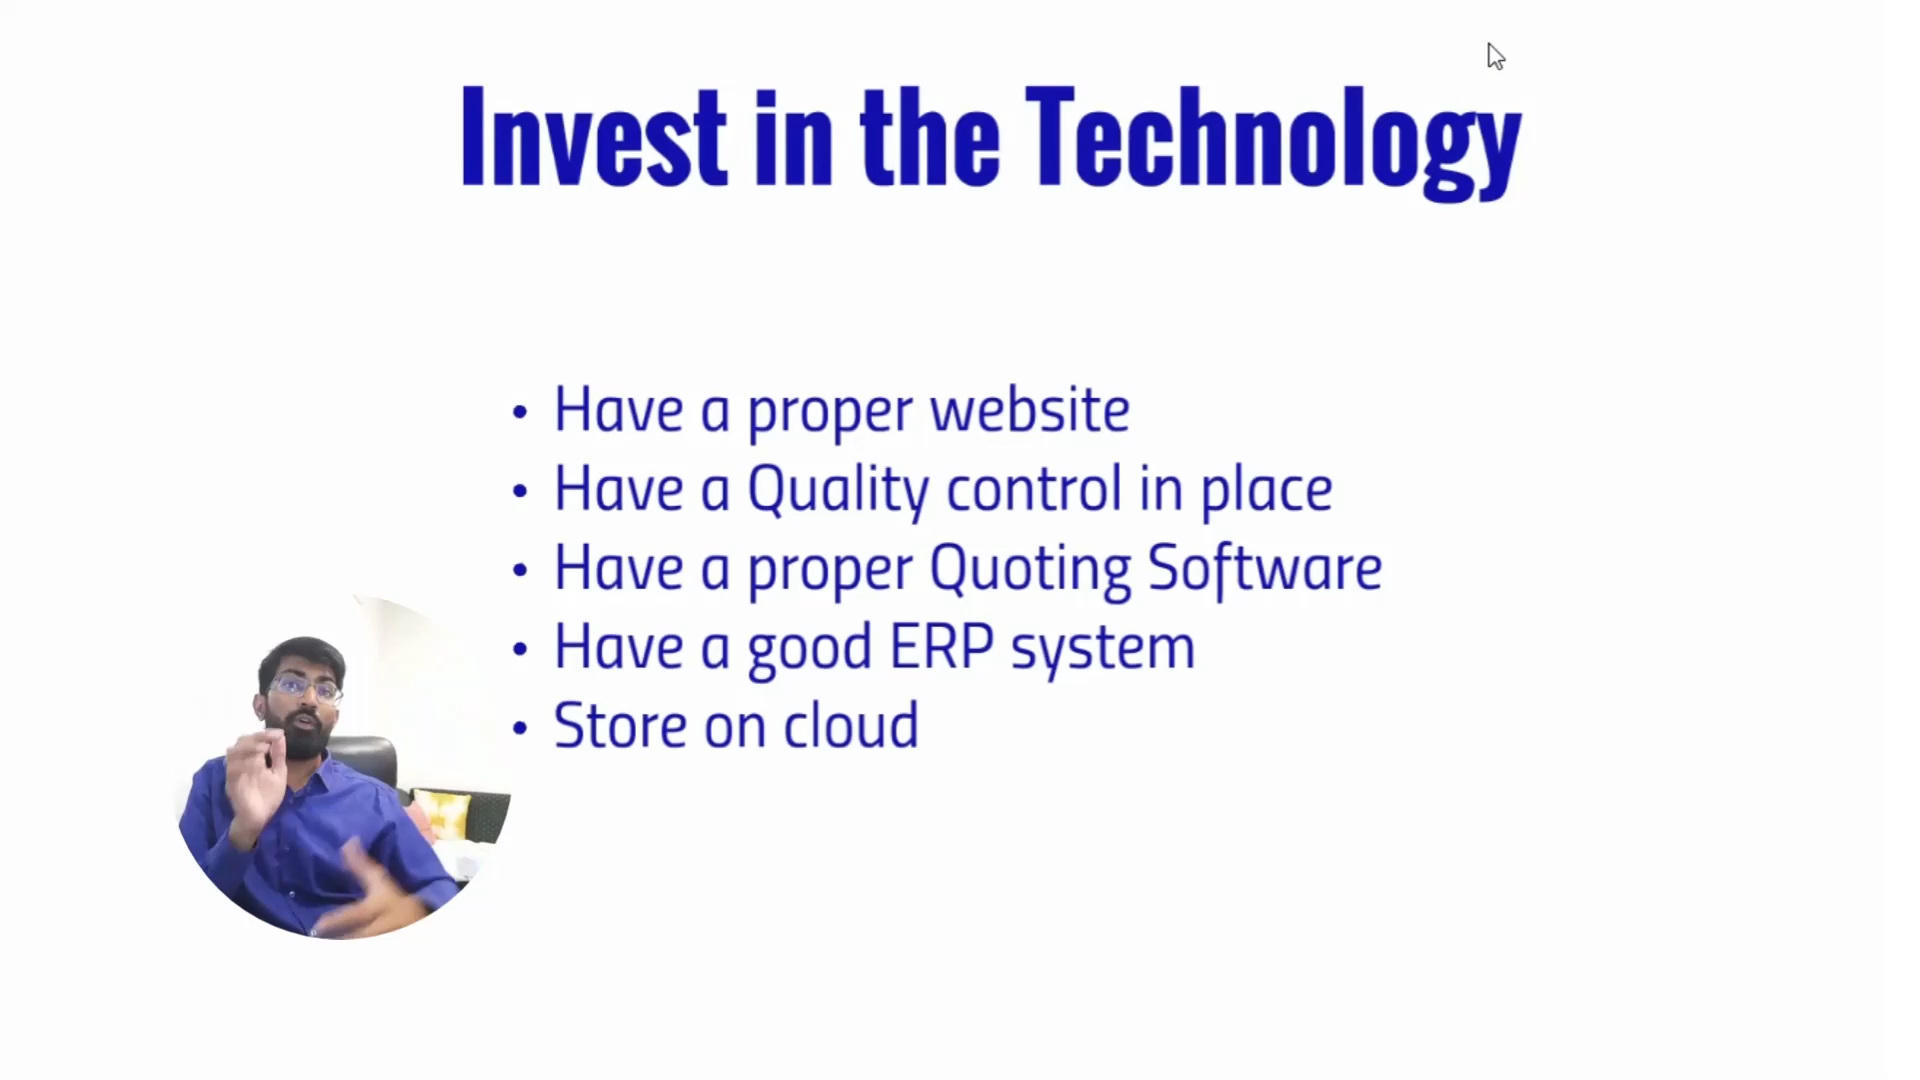 Invest in the Technology
• Have a proper website
• Have a Quality control in place
• Have a proper Quoting Software
• Have a good ERP system
• Store on cloud